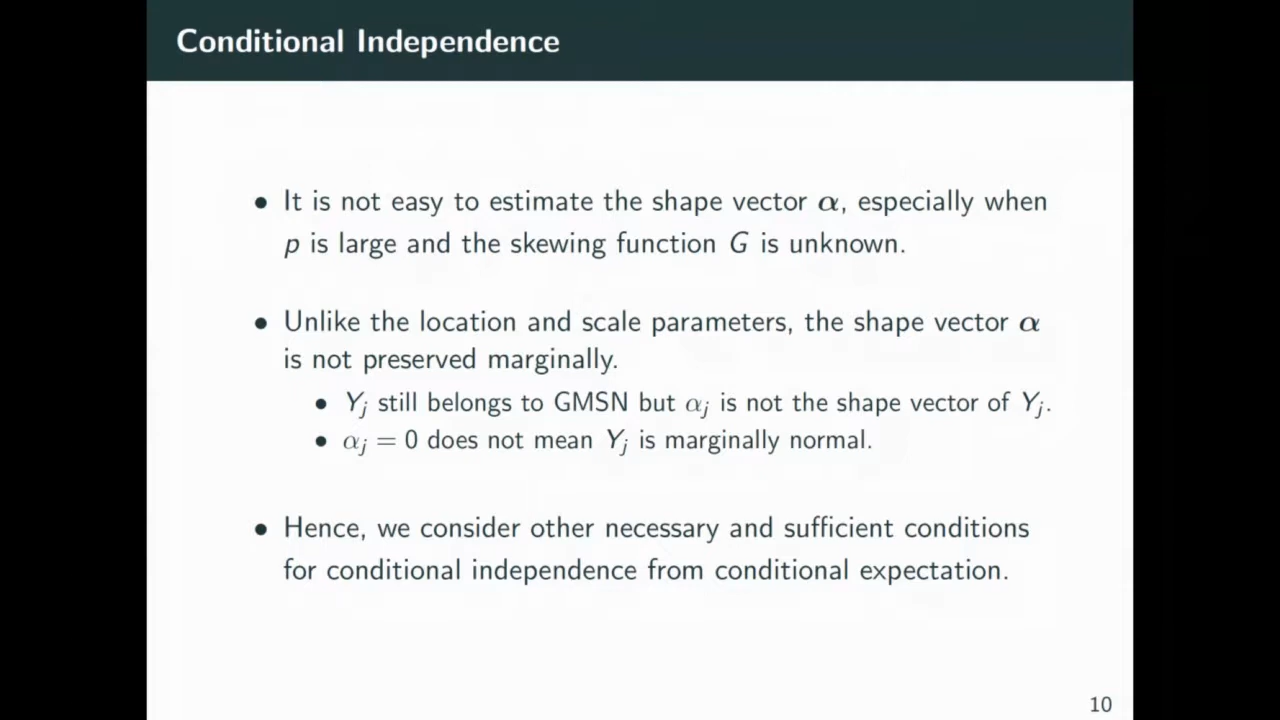 Conditional Independence
• It is not easy to estimate the shape vector α, especially when
p is large and the skewing function G is unknown.
• Unlike the location and scale parameters, the shape vector α
is not preserved marginally.
• Yⱼ still belongs to GMSN but αⱼ is not the shape vector of Yⱼ.
• αⱼ = 0 does not mean Yⱼ is marginally normal.
• Hence, we consider other necessary and sufficient conditions
for conditional independence from conditional expectation.
10